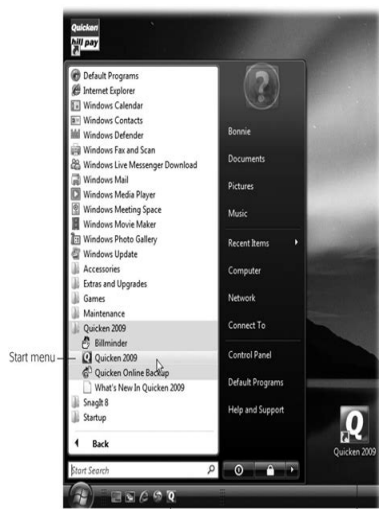 Quicken
bill pay
Default Programs
Internet Explorer
Windows Calendar
Windows Contacts
Windows Defender
Windows Fax and Scan
Windows Live Messenger Download
Windows Mail
Windows Media Player
Windows Meeting Space
Windows Movie Maker
Windows Photo Gallery
Windows Update
Accessories
Extras and Upgrades
Games
Maintenance
Quicken 2009
Billminder
Quicken 2009
Quicken Online Backup
What's New In Quicken 2009
SnagIt 8
Startup
Back
Start Search
Bonnie
Documents
Pictures
Music
Recent Items
Computer
Network
Connect To
Control Panel
Default Programs
Help and Support
Start menu
Q
Quicken 2009